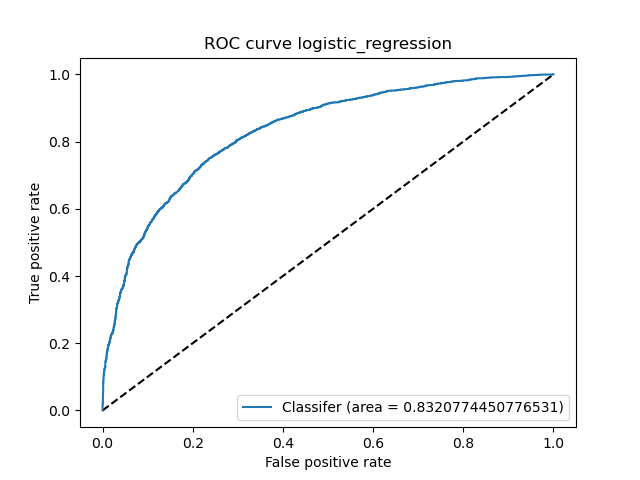 ROC curve logistic_regression
1.0
0.8
0.6
0.4
0.2
0.0
True positive rate
Classifer (area = 0.8320774450776531)
0.0 0.2 0.4 0.6 0.8 1.0
False positive rate